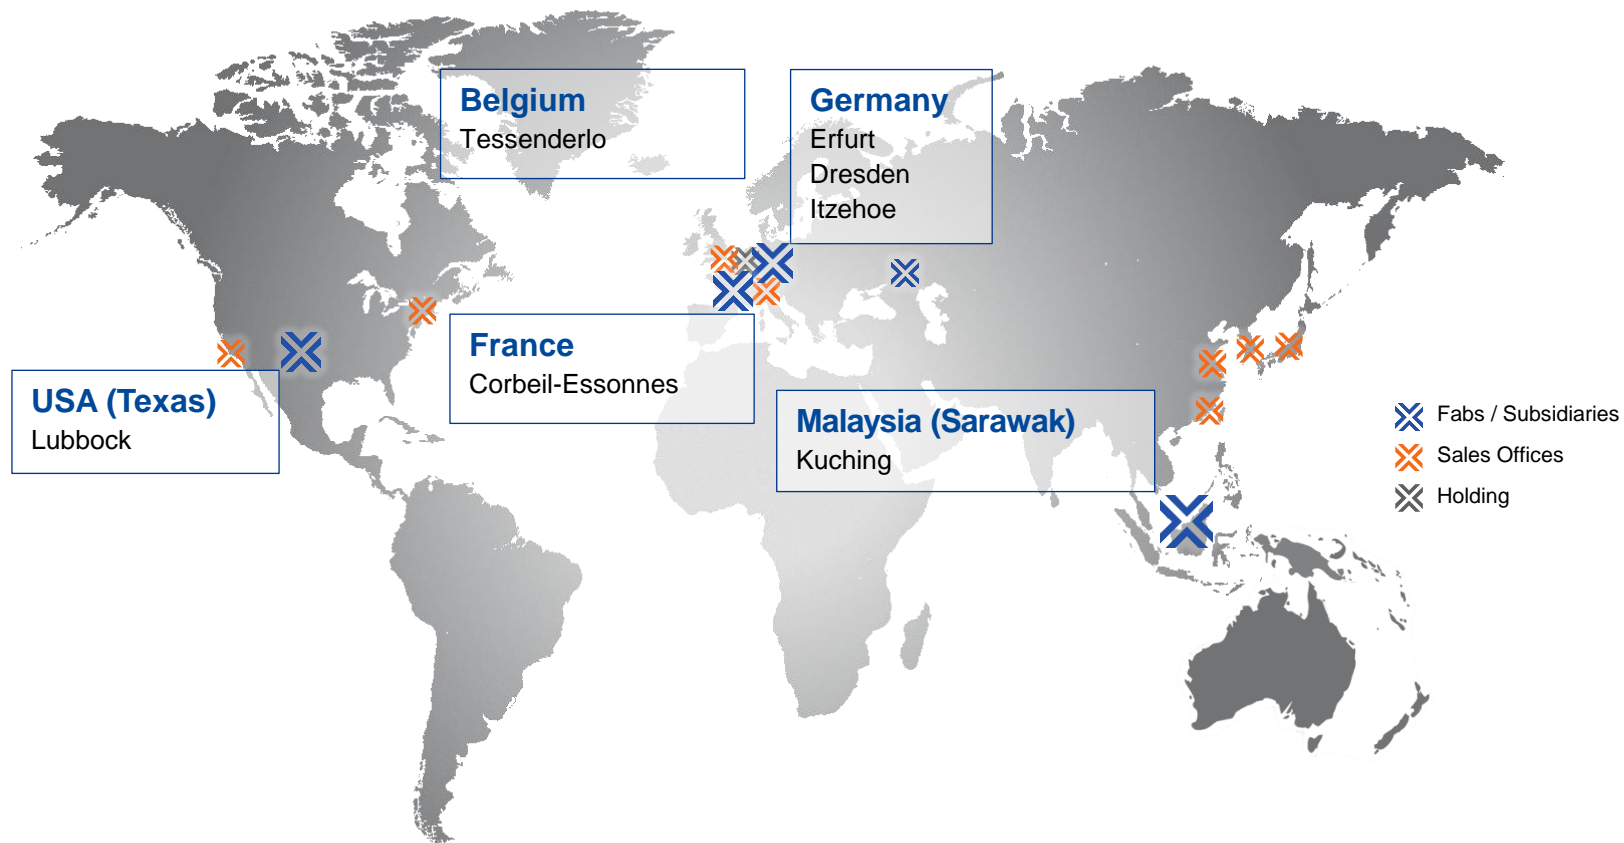 Belgium
Tessenderlo
Germany
Erfurt
Dresden
Itzehoe
France
Corbeil-Essonnes
USA (Texas)
Lubbock
Malaysia (Sarawak)
Kuching
Fabs / Subsidiaries
Sales Offices
Holding